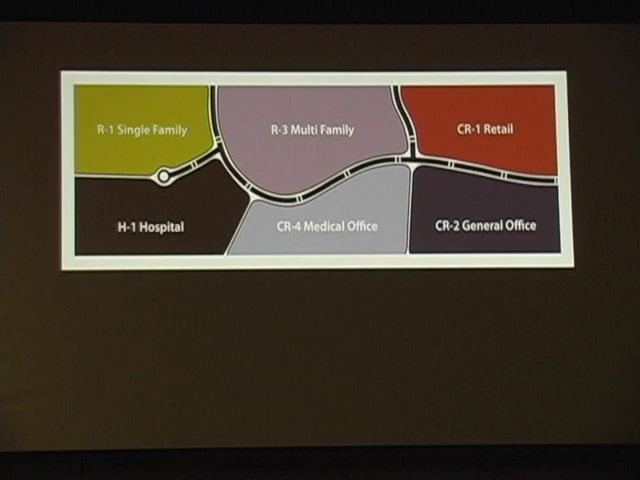 R-1 Single Family
R-3 Multi Family
CR-1 Retail
H-1 Hospital
CR-4 Medical Office
CR-2 General Office